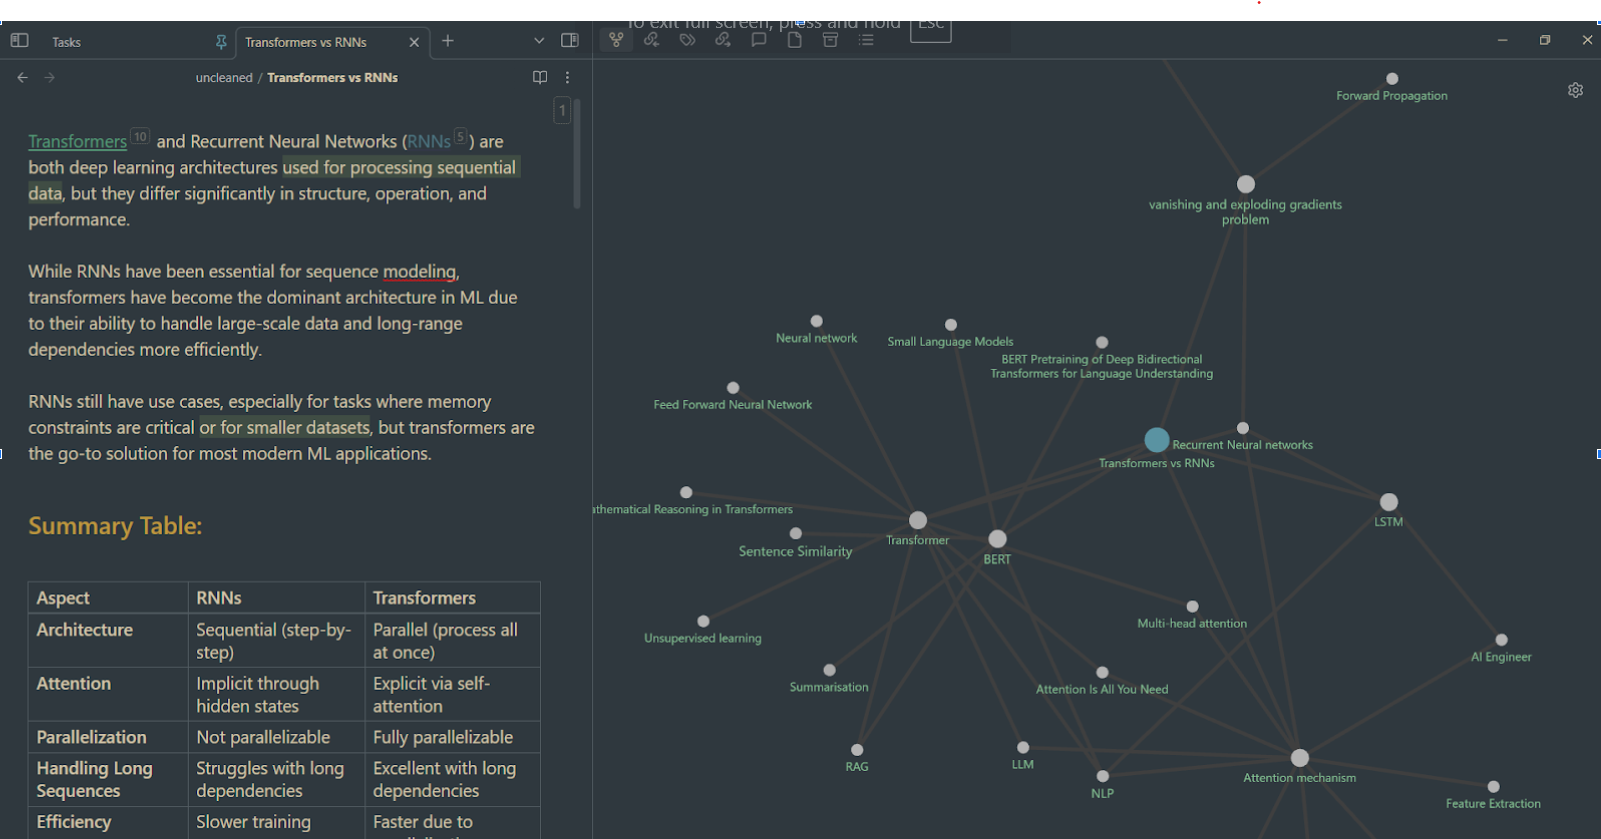 To exit full screen, press and hold Esc
Tasks
Transformers vs RNNs
uncleaned / Transformers vs RNNs
1
Transformers 10 and Recurrent Neural Networks (RNNs 5) are
both deep learning architectures used for processing sequential
data, but they differ significantly in structure, operation, and
performance.
While RNNs have been essential for sequence modeling,
transformers have become the dominant architecture in ML due
to their ability to handle large-scale data and long-range
dependencies more efficiently.
RNNs still have use cases, especially for tasks where memory
constraints are critical or for smaller datasets, but transformers are
the go-to solution for most modern ML applications.
Summary Table:
Aspect RNNs Transformers
Architecture Sequential (step-by- Parallel (process all
step) at once)
Attention Implicit through Explicit via self-
hidden states attention
Parallelization Not parallelizable Fully parallelizable
Handling Long Struggles with long Excellent with long
Sequences dependencies dependencies
Efficiency Slower training Faster due to
Forward Propagation
vanishing and exploding gradients
problem
Neural network
Small Language Models
BERT Pretraining of Deep Bidirectional
Transformers for Language Understanding
Feed Forward Neural Network
Recurrent Neural networks
Transformers vs RNNs
athematical Reasoning in Transformers
LSTM
Transformer
Sentence Similarity
BERT
Multi-head attention
Unsupervised learning
AI Engineer
Summarisation
Attention Is All You Need
RAG
LLM
Attention mechanism
NLP
Feature Extraction